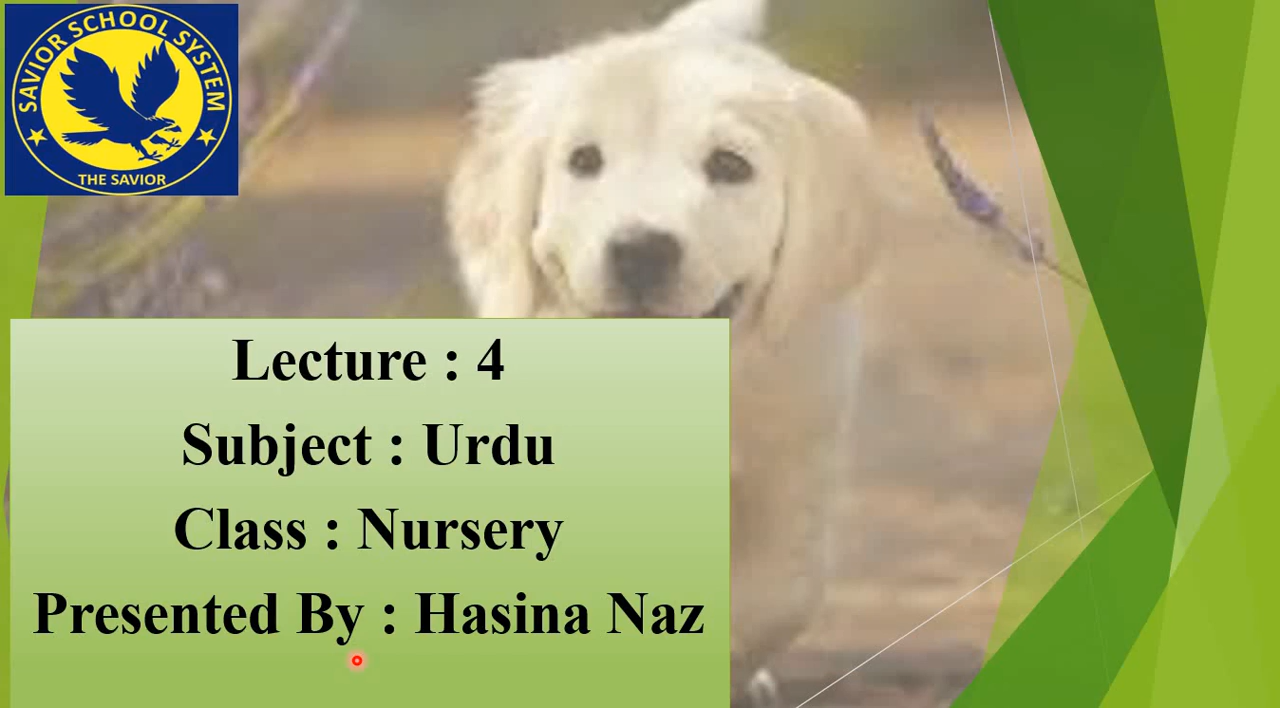 SAVIOR SCHOOL SYSTEM
THE SAVIOR
Lecture : 4
Subject : Urdu
Class : Nursery
Presented By : Hasina Naz